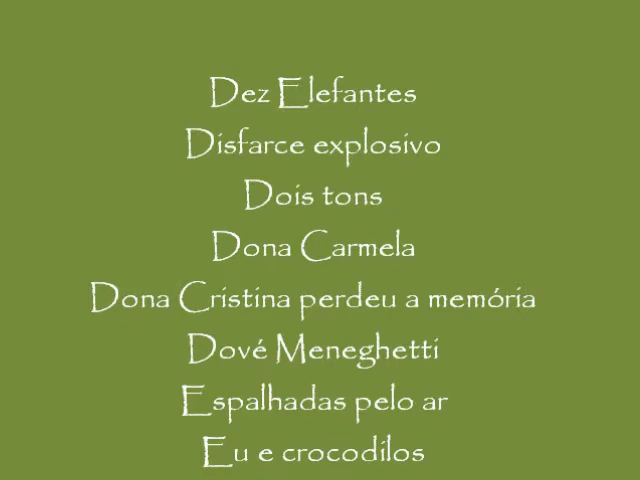 Dez Elefantes
Disfarce explosivo
Dois tons
Dona Carmela
Dona Cristina perdeu a memória
Dové Meneghetti
Espalhadas pelo ar
Eu e crocodilos